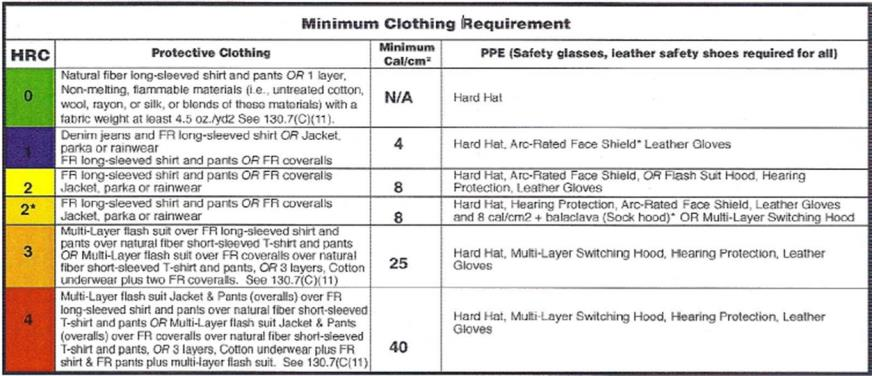 Minimum Clothing Requirement
HRC
Protective Clothing
Minimum
Cal/cm²
PPE (Safety glasses, leather safety shoes required for all)
0
Natural fiber long-sleeved shirt and pants OR 1 layer,
Non-melting, flammable materials (i.e., untreated cotton,
wool, rayon, or silk, or blends of these materials) with a
fabric weight at least 4.5 oz./yd2 See 130.7(C)(11).
N/A
Hard Hat
1
Denim jeans and FR long-sleeved shirt OR Jacket,
parka or rainwear
FR long-sleeved shirt and pants OR FR coveralls
4
Hard Hat, Arc-Rated Face Shield* Leather Gloves
2
FR long-sleeved shirt and pants OR FR coveralls
Jacket, parka or rainwear
8
Hard Hat, Arc-Rated Face Shield, OR Flash Suit Hood, Hearing
Protection, Leather Gloves
2*
FR long-sleeved shirt and pants OR FR coveralls
Jacket, parka or rainwear
8
Hard Hat, Hearing Protection, Arc-Rated Face Shield, Leather Gloves
and 8 cal/cm2 + balaclava (Sock hood)* OR Multi-Layer Switching Hood
3
Multi-Layer flash suit over FR long-sleeved shirt and
pants over natural fiber short-sleeved T-shirt and pants
OR Multi-Layer flash suit over FR coveralls over natural
fiber short-sleeved T-shirt and pants, OR 3 layers, Cotton
underwear plus two FR coveralls. See 130.7(C)(11)
25
Hard Hat, Multi-Layer Switching Hood, Hearing Protection, Leather
Gloves
4
Multi-Layer flash suit Jacket & Pants (overalls) over FR
long-sleeved shirt and pants over natural fiber short-sleeved
T-shirt and pants OR Multi-Layer flash suit Jacket & Pants
(overalls) over FR coveralls over natural fiber short-sleeved
T-shirt and pants, OR 3 layers, Cotton underwear plus FR
shirt & FR pants plus multi-layer flash suit. See 130.7(C(11)
40
Hard Hat, Multi-Layer Switching Hood, Hearing Protection, Leather
Gloves